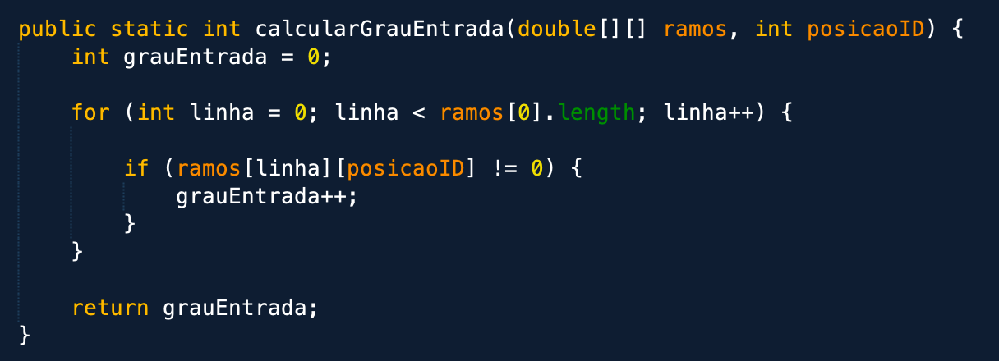 public static int calcularGrauEntrada(double[][] ramos, int posicaoID) {
    int grauEntrada = 0;

    for (int linha = 0; linha < ramos[0].length; linha++) {

        if (ramos[linha][posicaoID] != 0) {
            grauEntrada++;
        }
    }

    return grauEntrada;
}